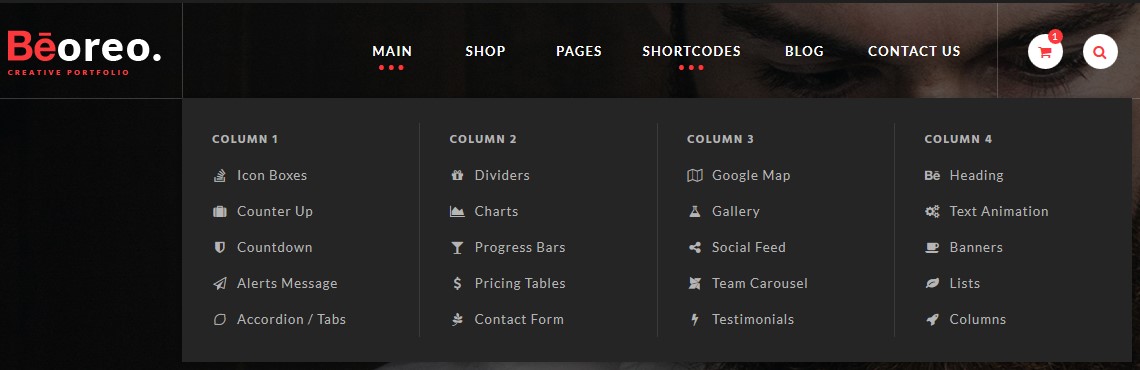 Bēoreo.
CREATIVE PORTFOLIO
MAIN SHOP PAGES SHORTCODES BLOG CONTACT US
1
COLUMN 1
Icon Boxes
Counter Up
Countdown
Alerts Message
Accordion / Tabs
COLUMN 2
Dividers
Charts
Progress Bars
Pricing Tables
Contact Form
COLUMN 3
Google Map
Gallery
Social Feed
Team Carousel
Testimonials
COLUMN 4
Bē Heading
Text Animation
Banners
Lists
Columns